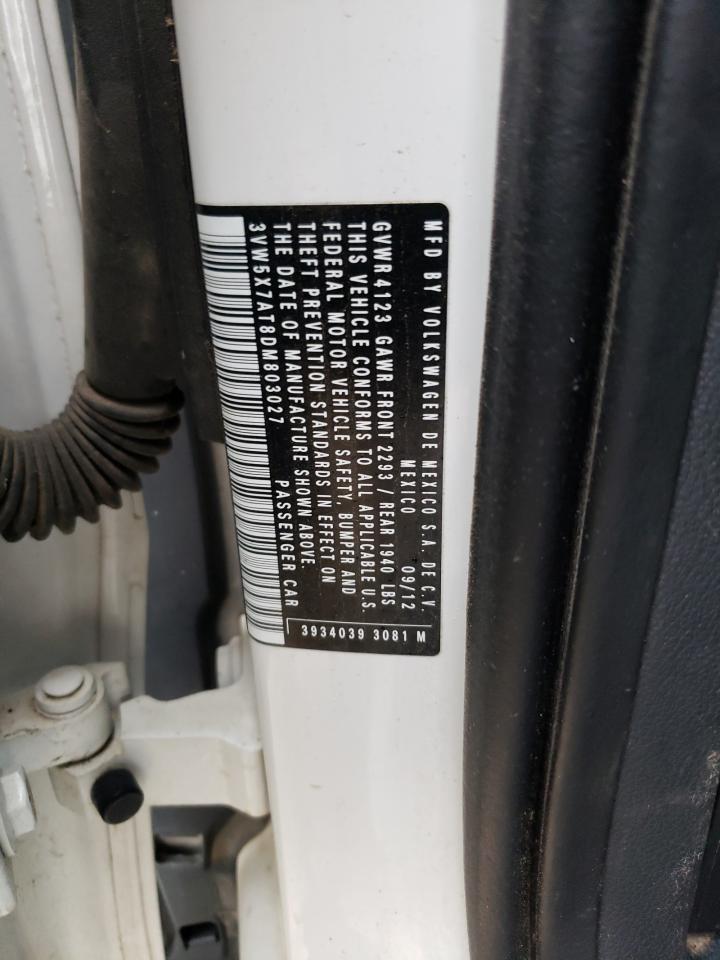 MFD BY VOLKSWAGEN DE MEXICO S.A. DE C.V.
MEXICO 09/12
GVWR 4123 GAWR FRONT 2293 / REAR 1940 LBS
THIS VEHICLE CONFORMS TO ALL APPLICABLE U.S.
FEDERAL MOTOR VEHICLE SAFETY, BUMPER AND
THEFT PREVENTION STANDARDS IN EFFECT ON
THE DATE OF MANUFACTURE SHOWN ABOVE.
3VW5X7AT8DM803027 PASSENGER CAR
3934039 3081 M